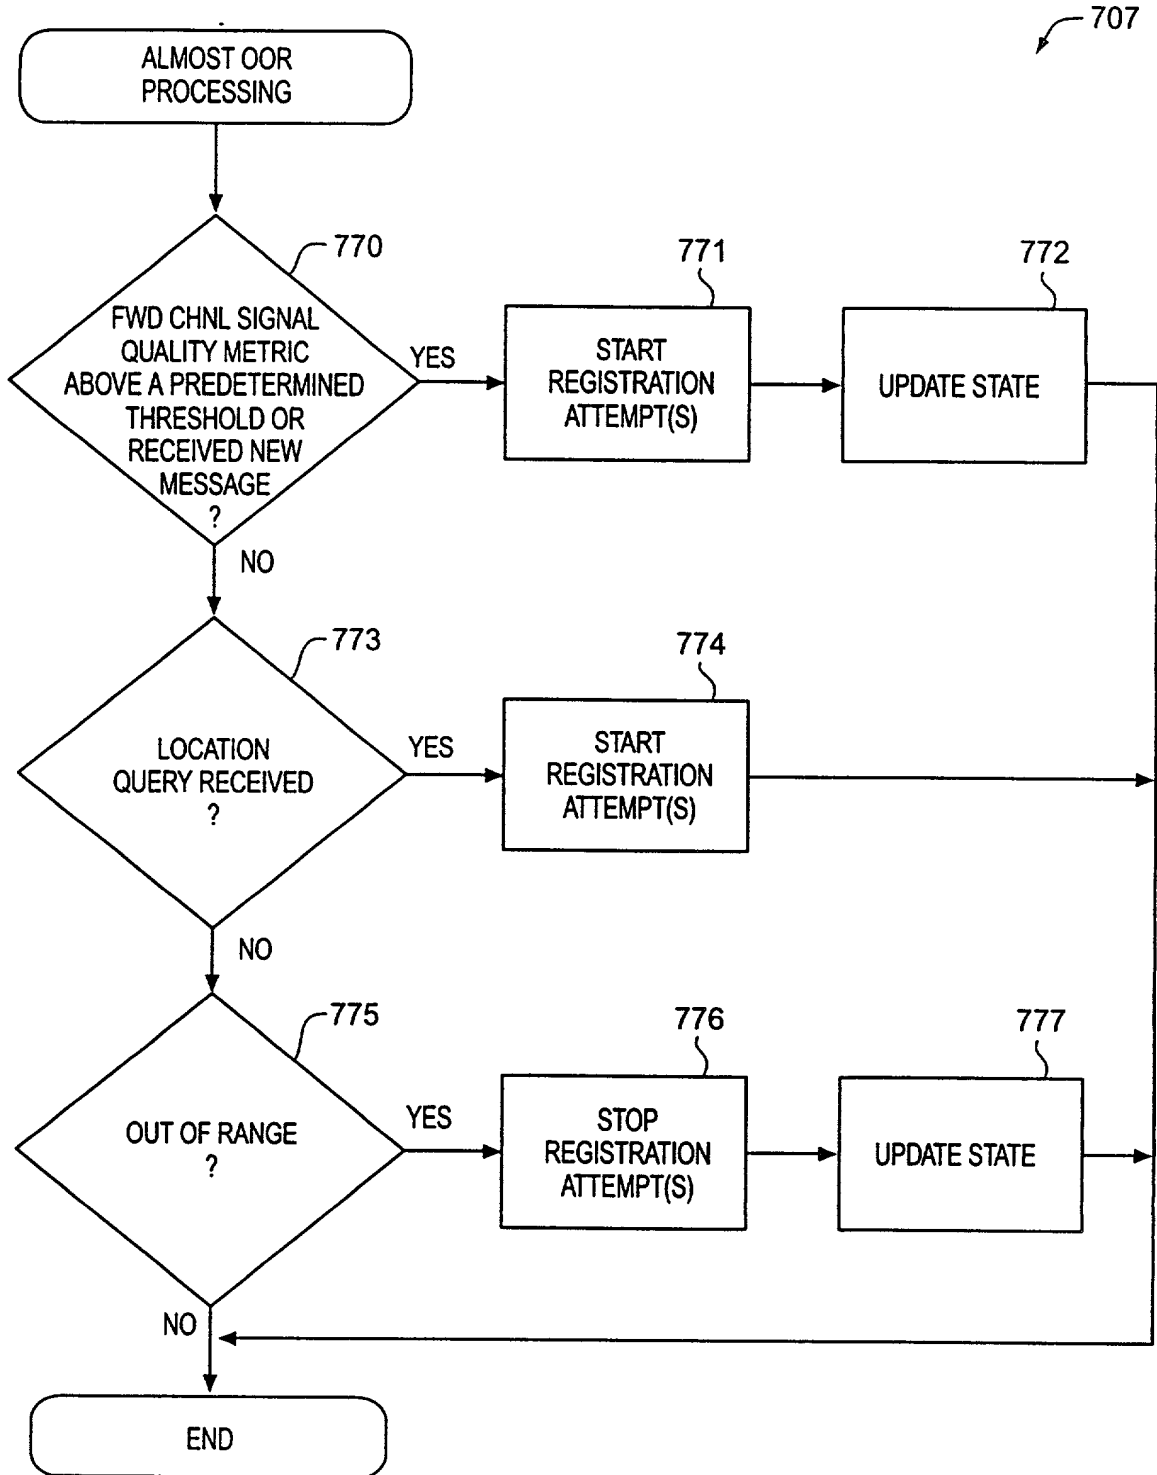 707
ALMOST OOR
PROCESSING
770
FWD CHNL SIGNAL
QUALITY METRIC
ABOVE A PREDETERMINED
THRESHOLD OR
RECEIVED NEW
MESSAGE
?
YES
771
START
REGISTRATION
ATTEMPT(S)
772
UPDATE STATE
NO
773
LOCATION
QUERY RECEIVED
?
YES
774
START
REGISTRATION
ATTEMPT(S)
NO
775
OUT OF RANGE
?
YES
776
STOP
REGISTRATION
ATTEMPT(S)
777
UPDATE STATE
NO
END